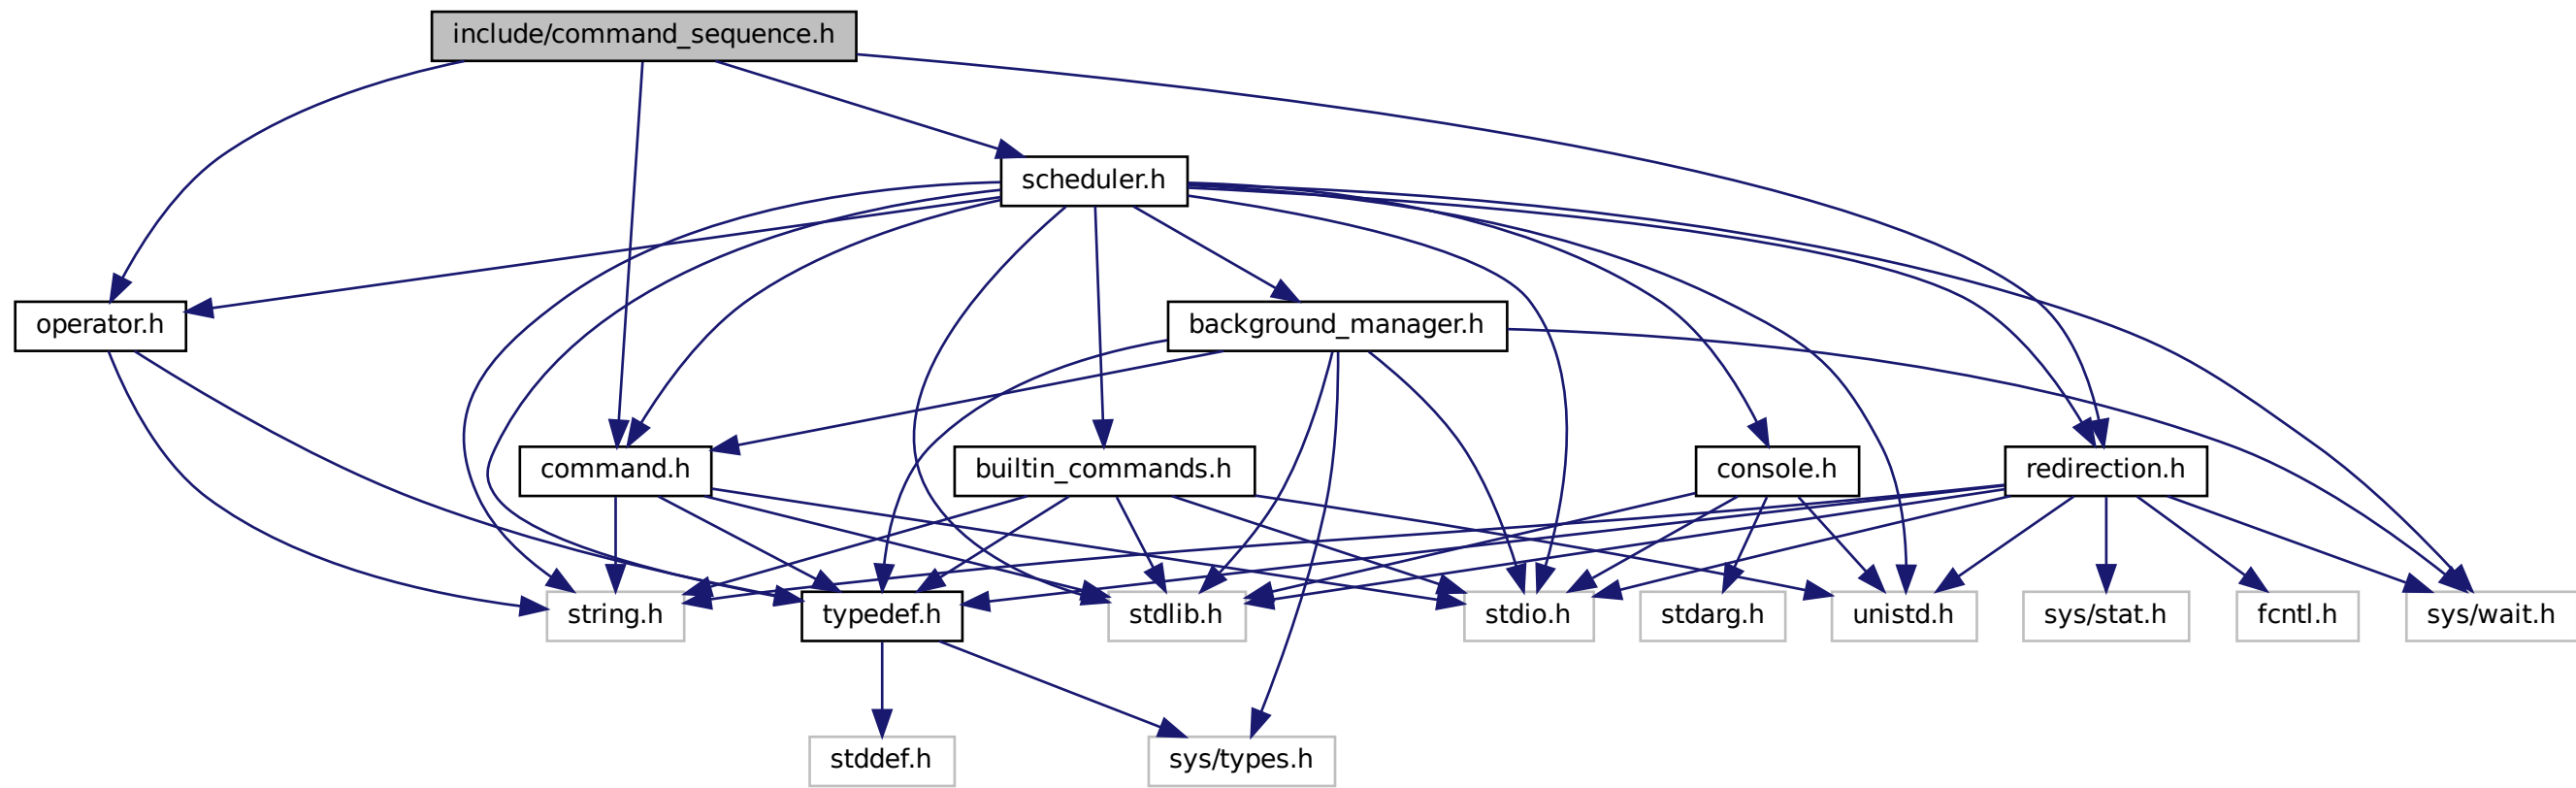 include/command_sequence.h
scheduler.h
operator.h
background_manager.h
command.h
builtin_commands.h
console.h
redirection.h
string.h
typedef.h
stdlib.h
stdio.h
stdarg.h
unistd.h
sys/stat.h
fcntl.h
sys/wait.h
stddef.h
sys/types.h